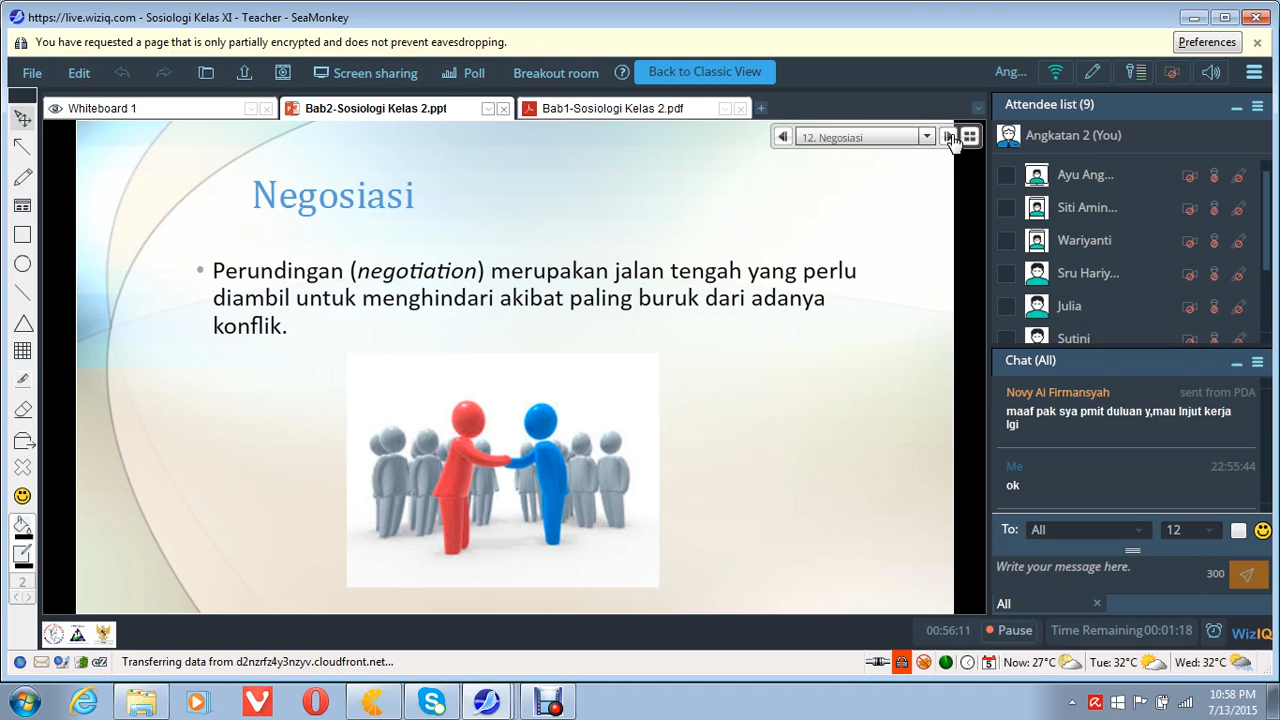 https://live.wiziq.com - Sosiologi Kelas XI - Teacher - SeaMonkey
You have requested a page that is only partially encrypted and does not prevent eavesdropping.
Preferences
File Edit Screen sharing Poll Breakout room ? Back to Classic View Ang...
Whiteboard 1 Bab2-Sosiologi Kelas 2.ppt Bab1-Sosiologi Kelas 2.pdf
12. Negosiasi
Negosiasi
• Perundingan (negotiation) merupakan jalan tengah yang perlu
diambil untuk menghindari akibat paling buruk dari adanya
konflik.
Attendee list (9)
Angkatan 2 (You)
Ayu Ang...
Siti Amin...
Wariyanti
Sru Hariy...
Julia
Sutini
Chat (All)
Novy Ai Firmansyah sent from PDA
maaf pak sya pmit duluan y,mau lnjut kerja
lgi
Me 22:55:44
ok
To: All 12
Write your message here. 300
All
2
00:56:11 Pause Time Remaining 00:01:18 WizIQ
Transferring data from d2nzrfz4y3nzyv.cloudfront.net...
5 Now: 27°C Tue: 32°C Wed: 32°C
10:58 PM
7/13/2015